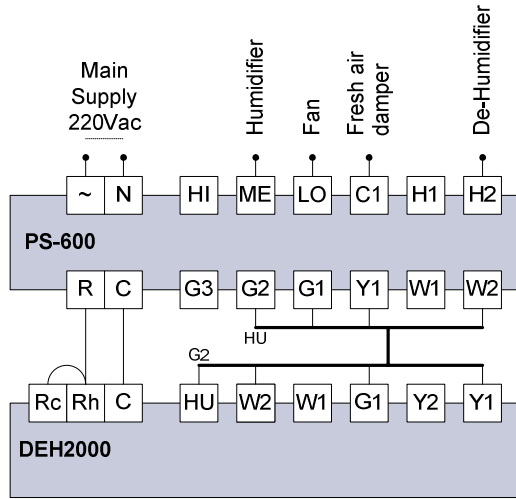 Main
Supply
220Vac
Humidifier
Fan
Fresh air
damper
De-Humidifier
~ N HI ME LO C1 H1 H2
PS-600
R C G3 G2 G1 Y1 W1 W2
HU
G2
Rc Rh C HU W2 W1 G1 Y2 Y1
DEH2000